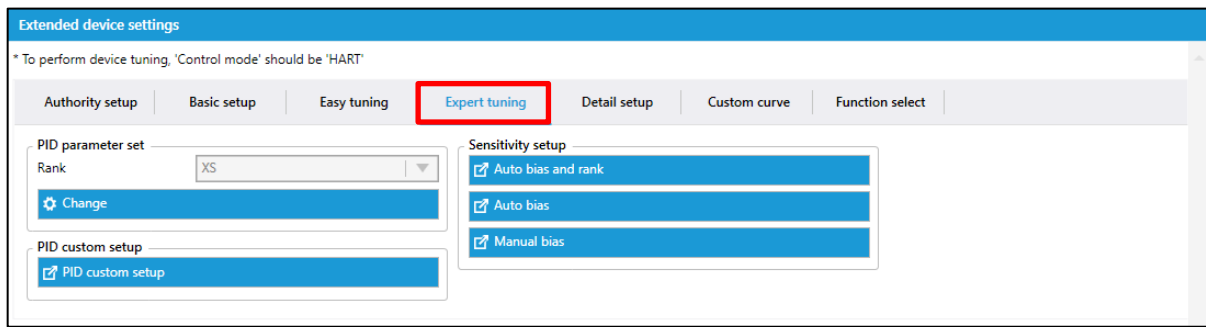 Extended device settings
* To perform device tuning, 'Control mode' should be 'HART'
Authority setup Basic setup Easy tuning Expert tuning Detail setup Custom curve Function select
PID parameter set
Rank XS
Change
PID custom setup
PID custom setup
Sensitivity setup
Auto bias and rank
Auto bias
Manual bias